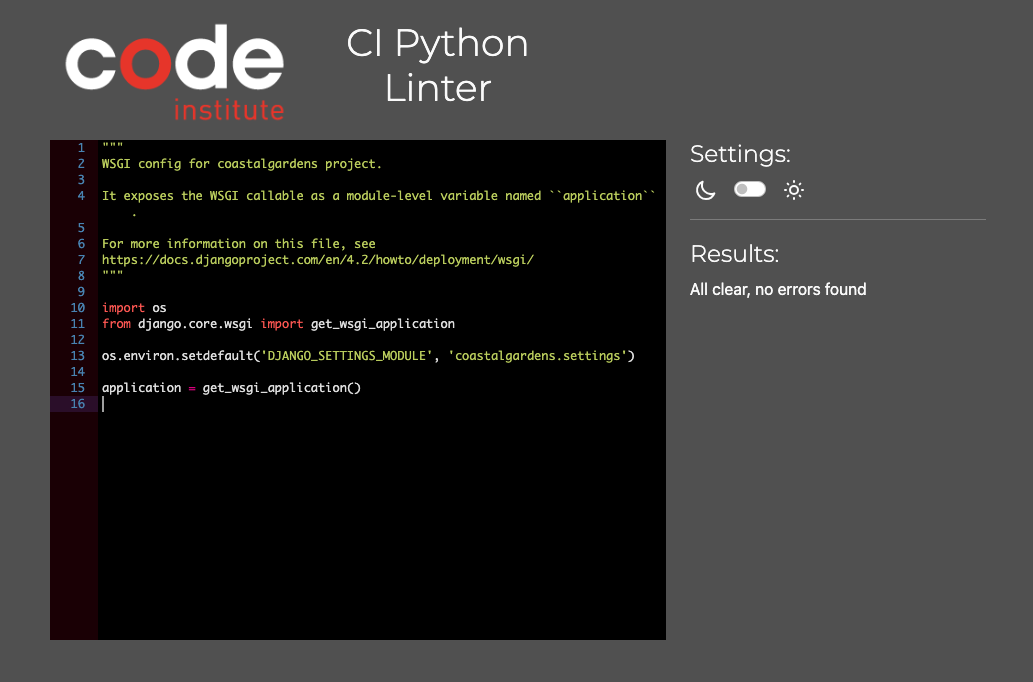 code
institute
CI Python
Linter
1 """
2 WSGI config for coastalgardens project.
3
4 It exposes the WSGI callable as a module-level variable named ``application``
.
5
6 For more information on this file, see
7 https://docs.djangoproject.com/en/4.2/howto/deployment/wsgi/
8 """
9
10 import os
11 from django.core.wsgi import get_wsgi_application
12
13 os.environ.setdefault('DJANGO_SETTINGS_MODULE', 'coastalgardens.settings')
14
15 application = get_wsgi_application()
16
Settings:
Results:
All clear, no errors found